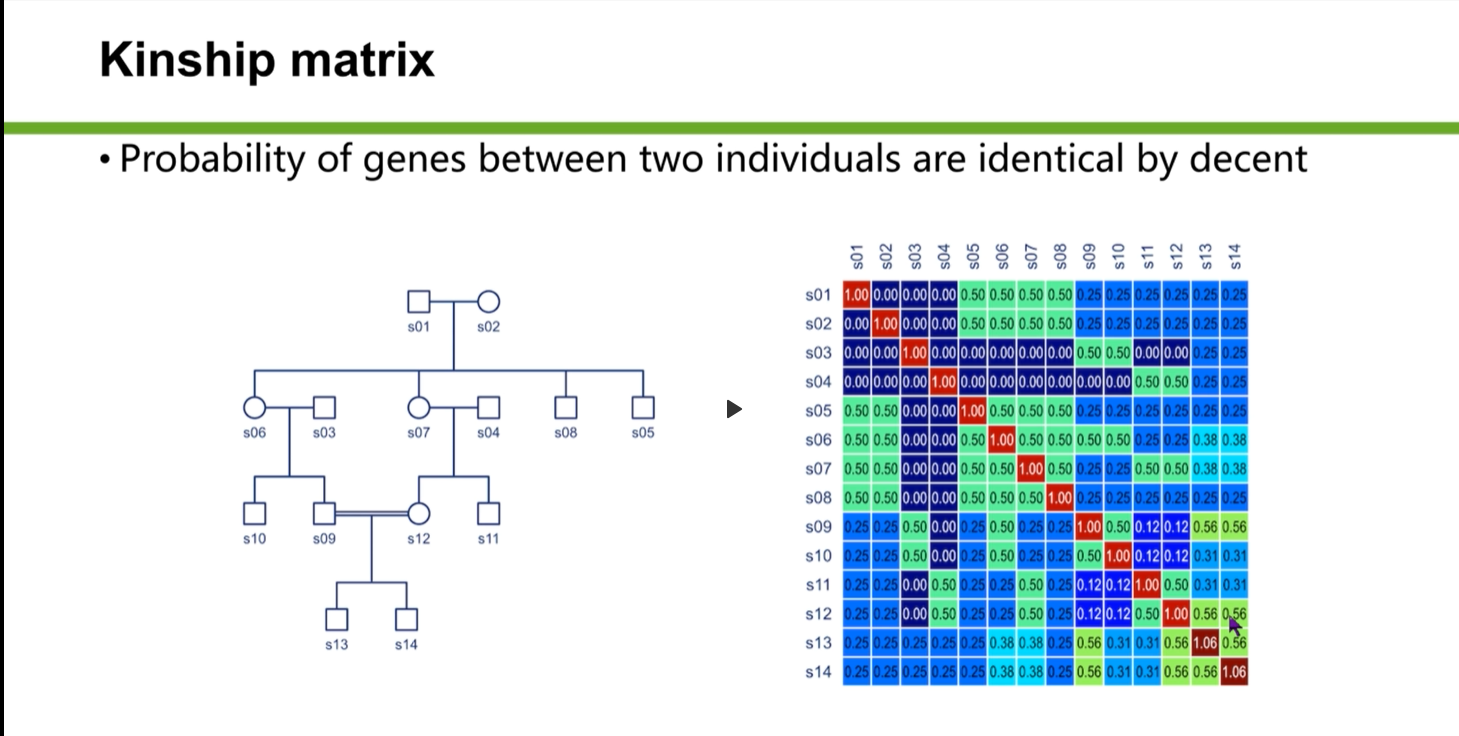 Kinship matrix
• Probability of genes between two individuals are identical by decent
s01 s02
s06 s03 s07 s04 s08 s05
s10 s09 s12 s11
s13 s14
s01 s02 s03 s04 s05 s06 s07 s08 s09 s10 s11 s12 s13 s14
s01 1.00 0.00 0.00 0.00 0.50 0.50 0.50 0.50 0.25 0.25 0.25 0.25 0.25 0.25
s02 0.00 1.00 0.00 0.00 0.50 0.50 0.50 0.50 0.25 0.25 0.25 0.25 0.25 0.25
s03 0.00 0.00 1.00 0.00 0.00 0.00 0.00 0.00 0.50 0.50 0.00 0.00 0.25 0.25
s04 0.00 0.00 0.00 1.00 0.00 0.00 0.00 0.00 0.00 0.00 0.50 0.50 0.25 0.25
s05 0.50 0.50 0.00 0.00 1.00 0.50 0.50 0.50 0.25 0.25 0.25 0.25 0.25 0.25
s06 0.50 0.50 0.00 0.00 0.50 1.00 0.50 0.50 0.50 0.50 0.25 0.25 0.38 0.38
s07 0.50 0.50 0.00 0.00 0.50 0.50 1.00 0.50 0.25 0.25 0.50 0.50 0.38 0.38
s08 0.50 0.50 0.00 0.00 0.50 0.50 0.50 1.00 0.25 0.25 0.25 0.25 0.25 0.25
s09 0.25 0.25 0.50 0.00 0.25 0.50 0.25 0.25 1.00 0.50 0.12 0.12 0.56 0.56
s10 0.25 0.25 0.50 0.00 0.25 0.50 0.25 0.25 0.50 1.00 0.12 0.12 0.31 0.31
s11 0.25 0.25 0.00 0.50 0.25 0.25 0.50 0.25 0.12 0.12 1.00 0.50 0.31 0.31
s12 0.25 0.25 0.00 0.50 0.25 0.25 0.50 0.25 0.12 0.12 0.50 1.00 0.56 0.56
s13 0.25 0.25 0.25 0.25 0.25 0.38 0.38 0.25 0.56 0.31 0.31 0.56 1.06 0.56
s14 0.25 0.25 0.25 0.25 0.25 0.38 0.38 0.25 0.56 0.31 0.31 0.56 0.56 1.06